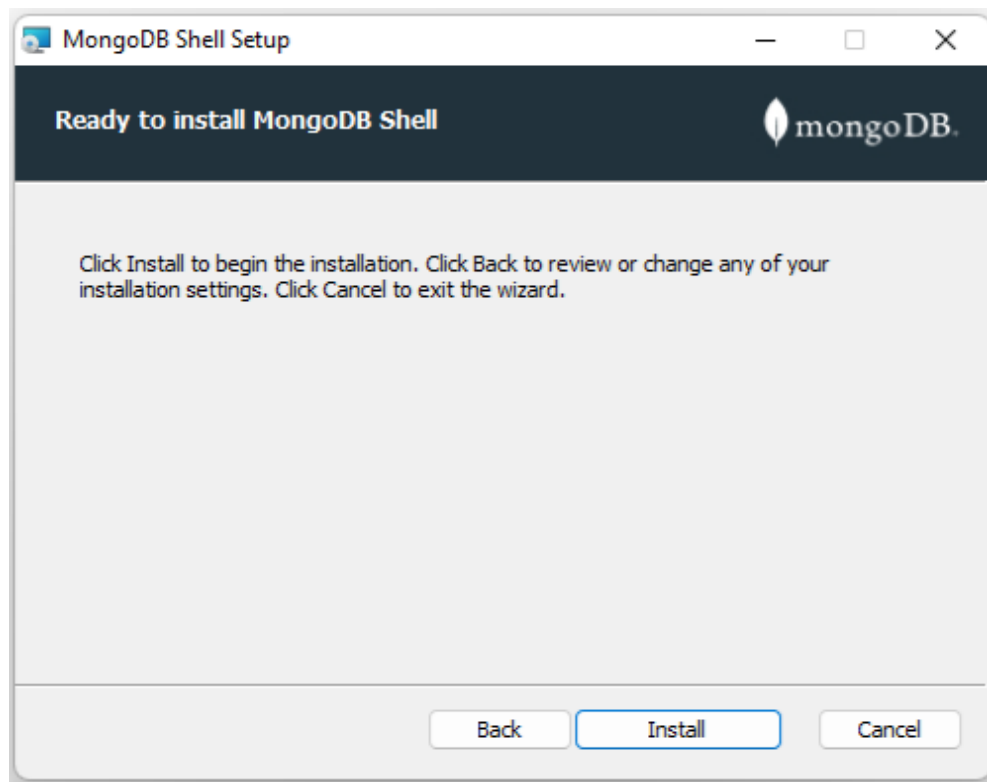 MongoDB Shell Setup
Ready to install MongoDB Shell
mongoDB.
Click Install to begin the installation. Click Back to review or change any of your
installation settings. Click Cancel to exit the wizard.
Back
Install
Cancel